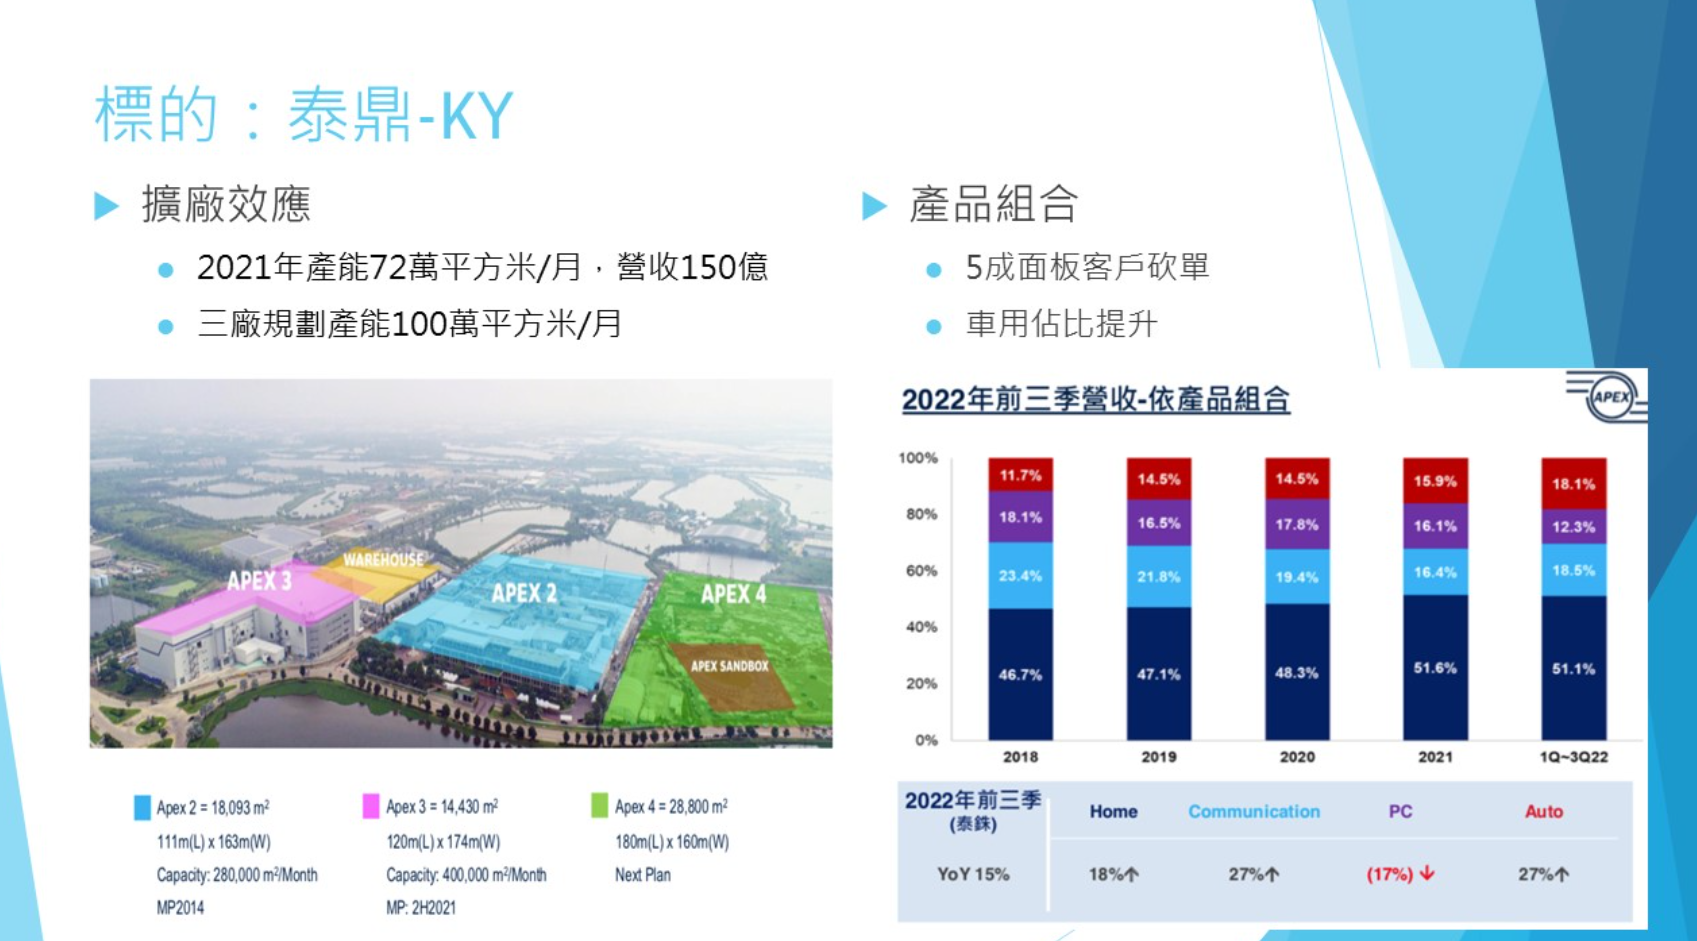 標的：泰鼎-KY
擴廠效應
2021年產能72萬平方米/月，營收150億
三廠規劃產能100萬平方米/月
APEX 3
WAREHOUSE
APEX 2
APEX 4
APEX SANDBOX
Apex 2 = 18,093 m²
111m(L) x 163m(W)
Capacity: 280,000 m²/Month
MP2014
Apex 3 = 14,430 m²
120m(L) x 174m(W)
Capacity: 400,000 m²/Month
MP: 2H2021
Apex 4 = 28,800 m²
180m(L) x 160m(W)
Next Plan
產品組合
5成面板客戶砍單
車用佔比提升
2022年前三季營收-依產品組合
APEX
100%
80%
60%
40%
20%
0%
11.7%
18.1%
23.4%
46.7%
2018
14.5%
16.5%
21.8%
47.1%
2019
14.5%
17.8%
19.4%
48.3%
2020
15.9%
16.1%
16.4%
51.6%
2021
18.1%
12.3%
18.5%
51.1%
1Q~3Q22
2022年前三季
(泰銖)
Home Communication PC Auto
YoY 15% 18%↑ 27%↑ (17%)↓ 27%↑